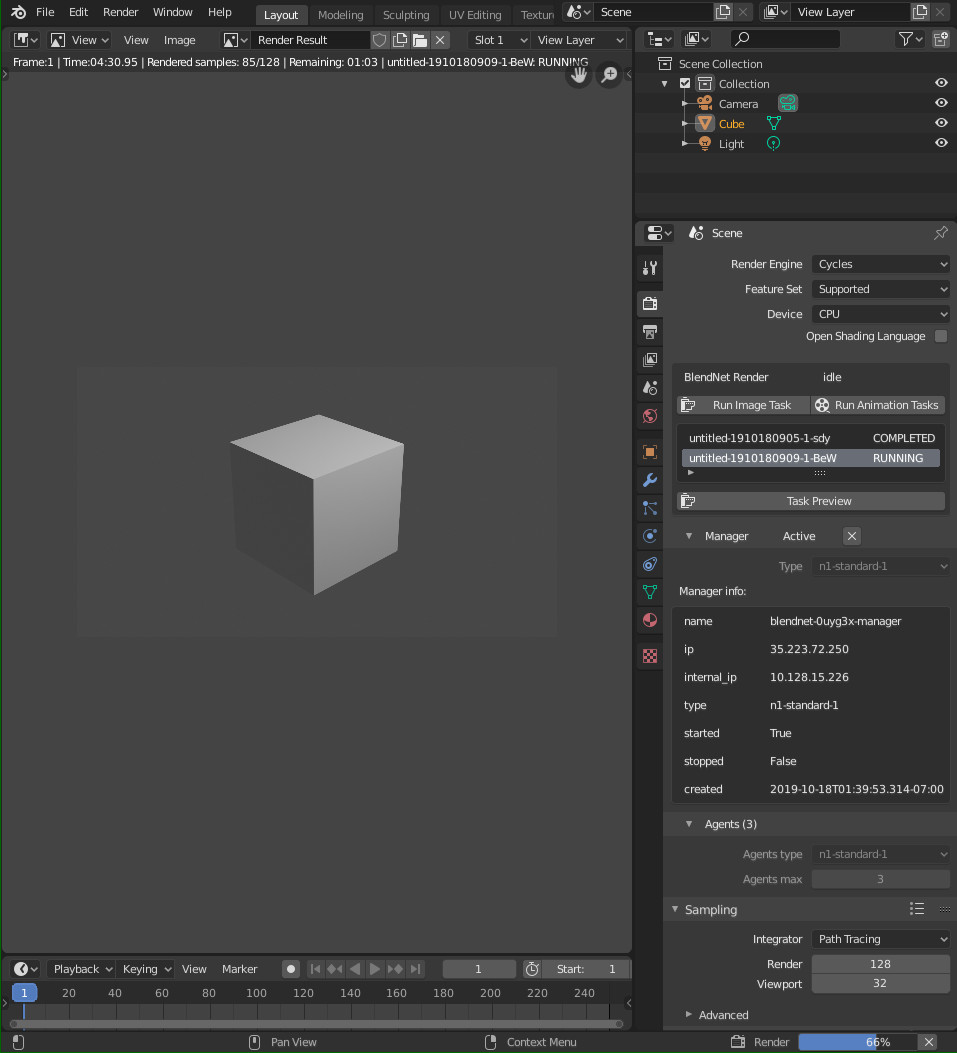 File Edit Render Window Help Layout Modeling Sculpting UV Editing Textur Scene View Layer
View View Image Render Result Slot 1 View Layer
Frame:1 | Time:04:30.95 | Rendered samples: 85/128 | Remaining: 01:03 | untitled-1910180909-1-BeW: RUNNING
Scene Collection
Collection
Camera
Cube
Light
Scene
Render Engine Cycles
Feature Set Supported
Device CPU
Open Shading Language
BlendNet Render idle
Run Image Task Run Animation Tasks
untitled-1910180905-1-sdy COMPLETED
untitled-1910180909-1-BeW RUNNING
Task Preview
Manager Active
Type n1-standard-1
Manager info:
name blendnet-0uyg3x-manager
ip 35.223.72.250
internal_ip 10.128.15.226
type n1-standard-1
started True
stopped False
created 2019-10-18T01:39:53.314-07:00
Agents (3)
Agents type n1-standard-1
Agents max 3
Sampling
Integrator Path Tracing
Render 128
Viewport 32
Advanced
Playback Keying View Marker 1 Start: 1
1 20 40 60 80 100 120 140 160 180 200 220 240
Pan View Context Menu Render 66%